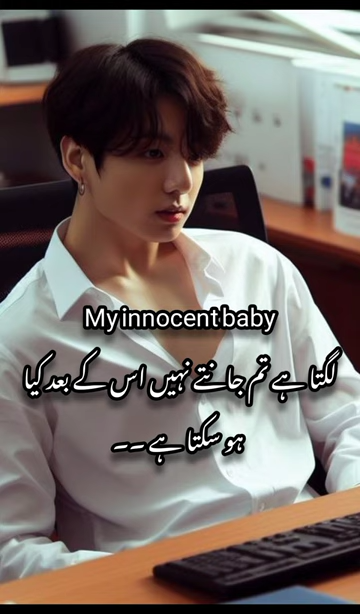 My innocent baby
لگتا ہے تم جانتے نہیں اس کے بعد کیا
ہو سکتا ہے ۔۔